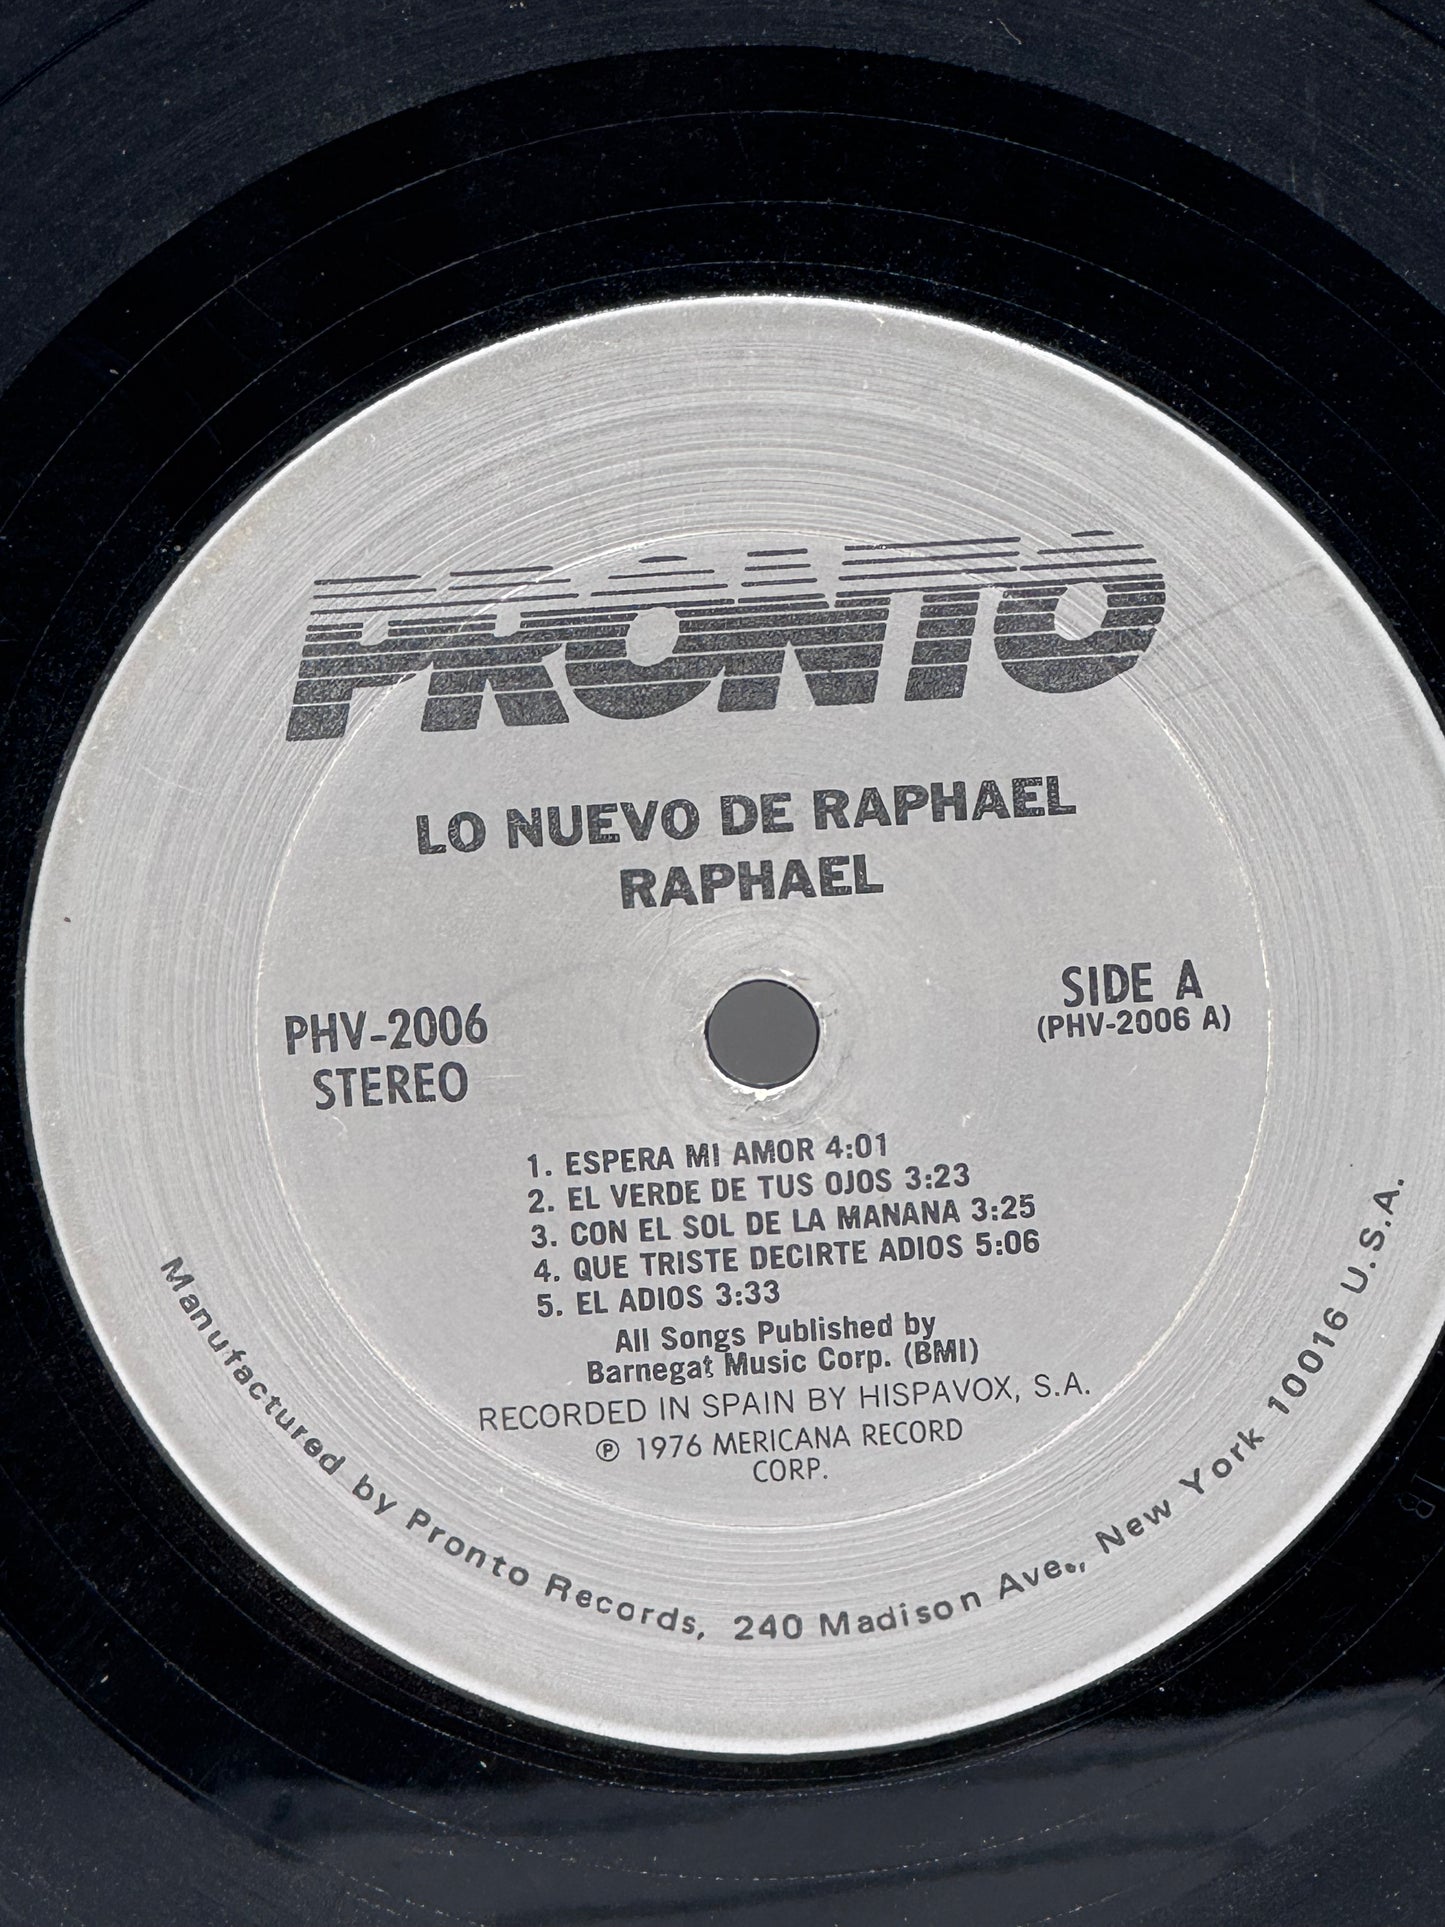 PRONTO
LO NUEVO DE RAPHAEL
RAPHAEL
PHV-2006
STEREO
SIDE A
(PHV-2006 A)
1. ESPERA MI AMOR 4:01
2. EL VERDE DE TUS OJOS 3:23
3. CON EL SOL DE LA MANANA 3:25
4. QUE TRISTE DECIRTE ADIOS 5:06
5. EL ADIOS 3:33
All Songs Published by
Barnegat Music Corp. (BMI)
RECORDED IN SPAIN BY HISPAVOX, S.A.
℗ 1976 MERICANA RECORD
CORP.
Manufactured by Pronto Records, 240 Madison Ave., New York 10016 U.S.A.